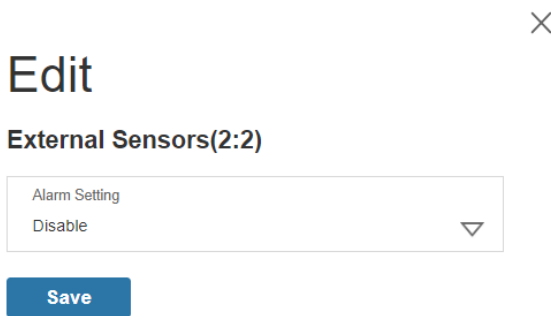 Edit
External Sensors(2:2)
Alarm Setting
Disable
Save